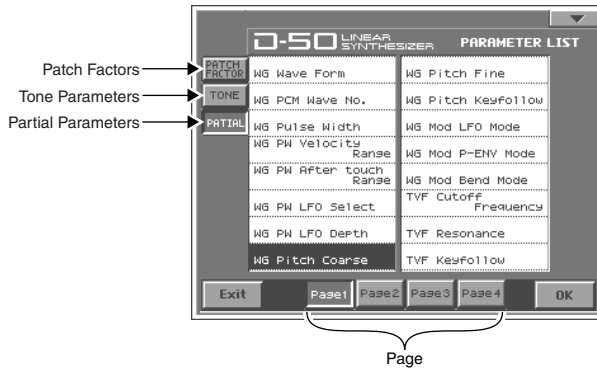 D-50 LINEAR SYNTHESIZER PARAMETER LIST
Patch Factors
PATCH FACTOR
Tone Parameters
TONE
Partial Parameters
PATIAL
WG Wave Form
WG PCM Wave No.
WG Pulse Width
WG PW Velocity Range
WG PW After touch Range
WG PW LFO Select
WG PW LFO Depth
WG Pitch Coarse
WG Pitch Fine
WG Pitch Keyfollow
WG Mod LFO Mode
WG Mod P-ENV Mode
WG Mod Bend Mode
TVF Cutoff Frequency
TVF Resonance
TVF Keyfollow
Exit
Page1
Page2
Page3
Page4
OK
Page